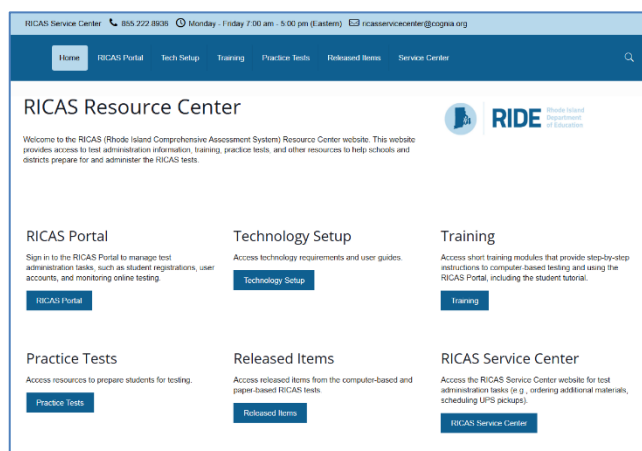 RICAS Service Center 855.222.8936 Monday - Friday 7:00 am - 5:00 pm (Eastern) ricasservicecenter@cognia.org
Home RICAS Portal Tech Setup Training Practice Tests Released Items Service Center
RICAS Resource Center
RIDE Rhode Island
Department
of Education
Welcome to the RICAS (Rhode Island Comprehensive Assessment System) Resource Center website. This website
provides access to test administration information, training, practice tests, and other resources to help schools and
districts prepare for and administer the RICAS tests.
RICAS Portal
Sign in to the RICAS Portal to manage test
administration tasks, such as student registrations, user
accounts, and monitoring online testing.
RICAS Portal
Technology Setup
Access technology requirements and user guides.
Technology Setup
Training
Access short training modules that provide step-by-step
instructions to computer-based testing and using the
RICAS Portal, including the student tutorial.
Training
Practice Tests
Access resources to prepare students for testing.
Practice Tests
Released Items
Access released items from the computer-based and
paper-based RICAS tests.
Released Items
RICAS Service Center
Access the RICAS Service Center website for test
administration tasks (e.g., ordering additional materials,
scheduling UPS pickups).
RICAS Service Center